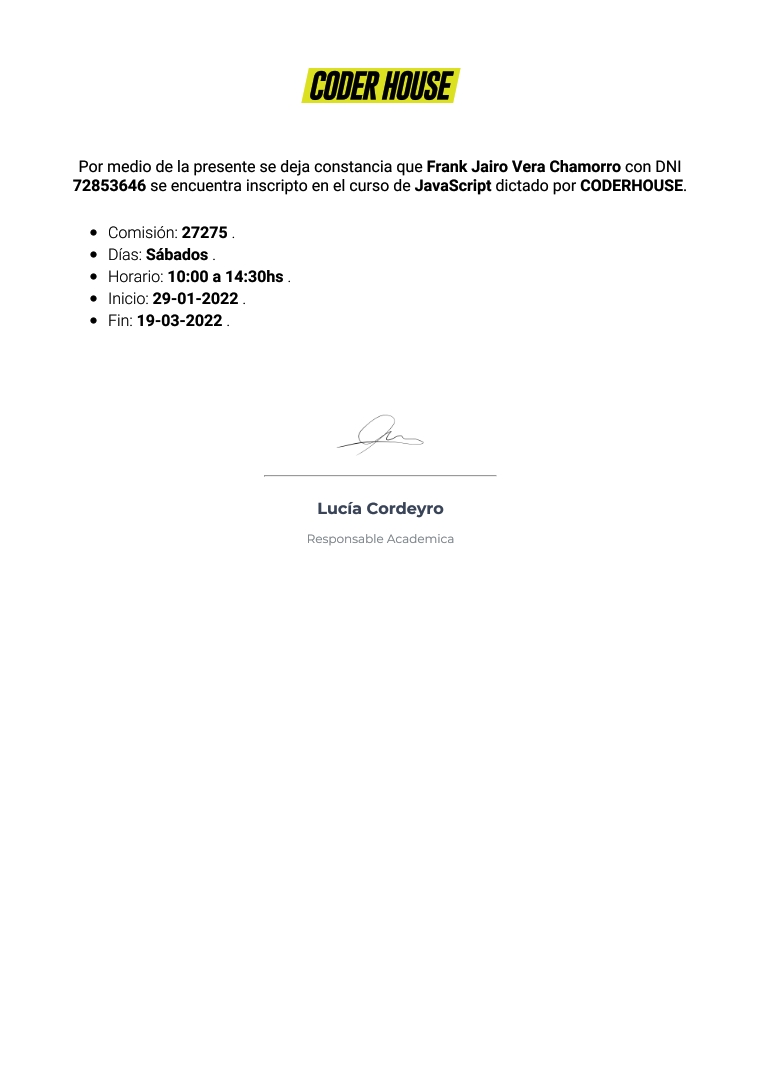 CODER HOUSE
Por medio de la presente se deja constancia que Frank Jairo Vera Chamorro con DNI
72853646 se encuentra inscripto en el curso de JavaScript dictado por CODERHOUSE.
• Comisión: 27275 .
• Días: Sábados .
• Horario: 10:00 a 14:30hs .
• Inicio: 29-01-2022 .
• Fin: 19-03-2022 .
Lucía Cordeyro
Responsable Academica